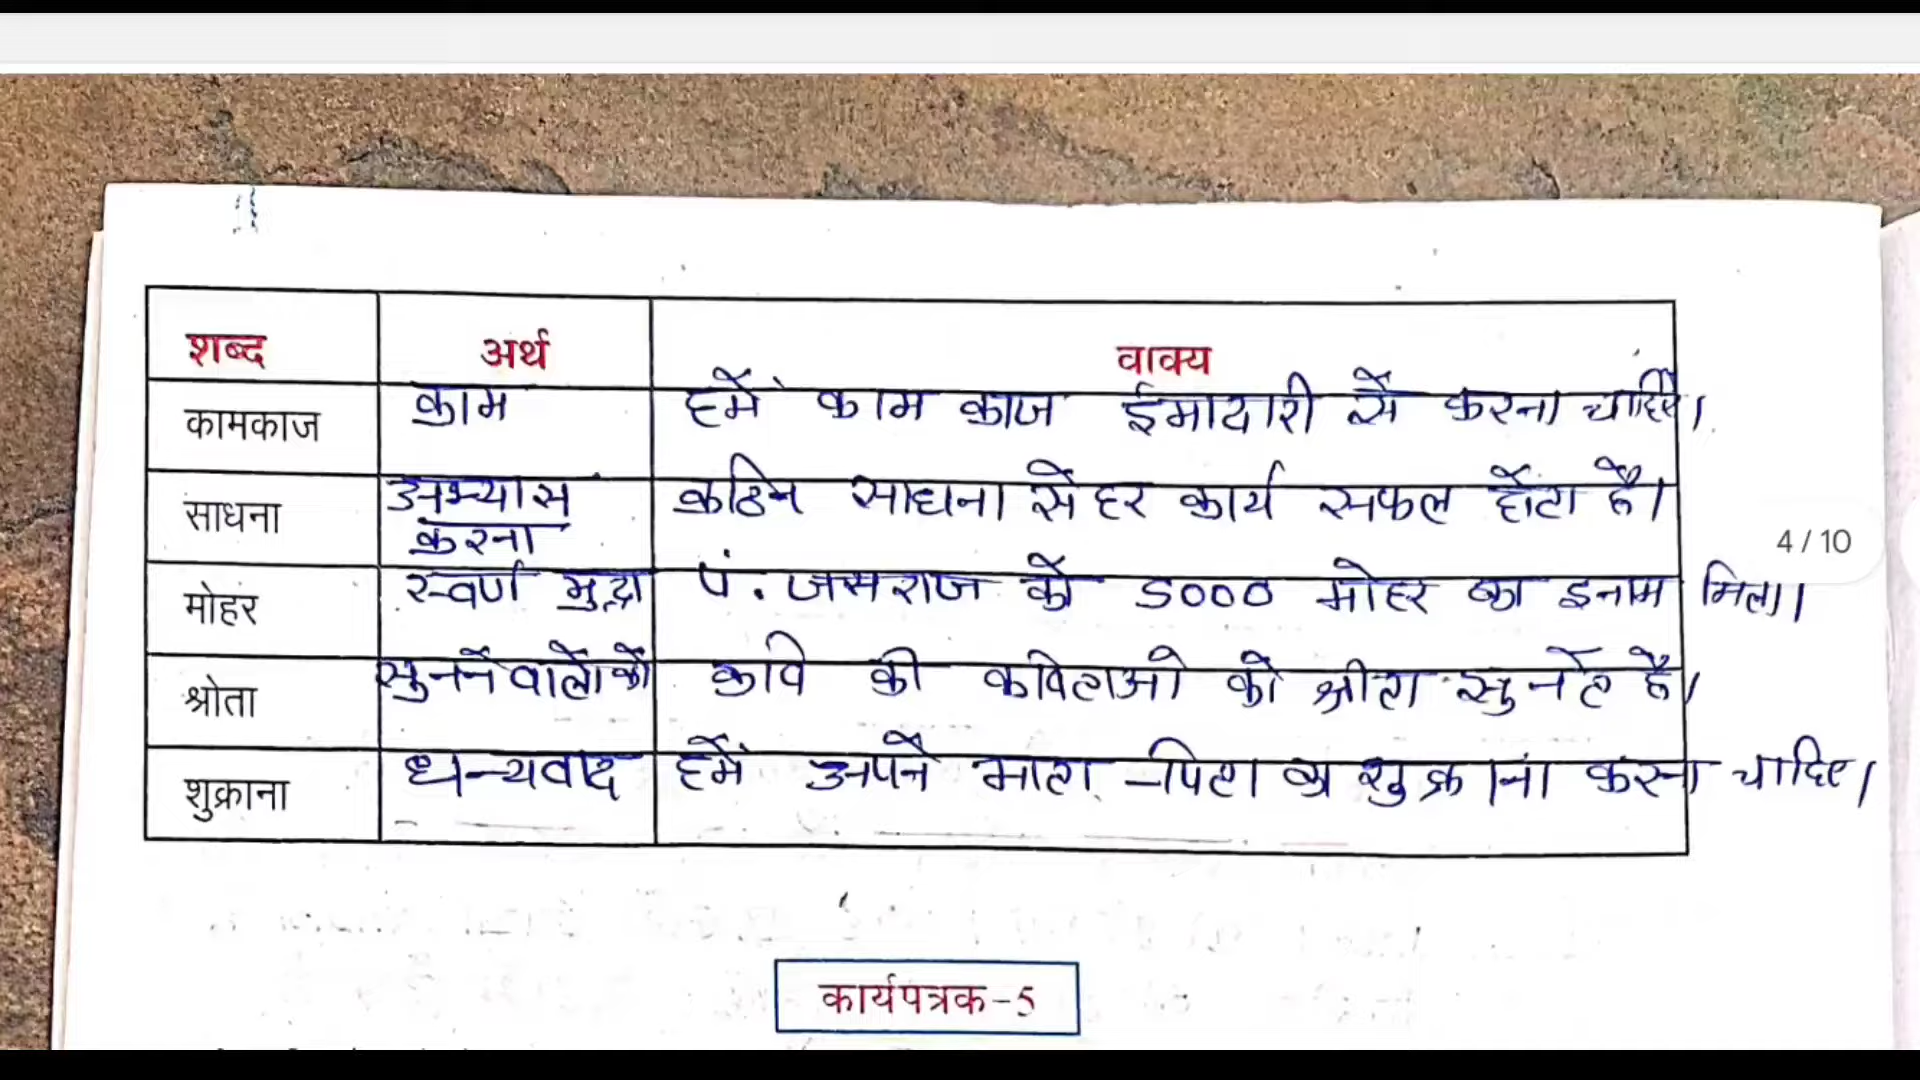 शब्द अर्थ वाक्य
कामकाज काम हमें काम काज ईमादारी से करना चाहिए।
साधना अभ्यास करना कठिन साधना से हर कार्य सफल होता है।
4 / 10
मोहर स्वर्ण मुद्रा पं. जसराज को 5000 मोहर का इनाम मिला।
श्रोता सुनने वालो को कवि की कविताओ को श्रोता सुनते है।
शुक्राना धन्यवाद हमें अपने माता -पिता का शुक्राना करना चाहिए।
कार्यपत्रक-5